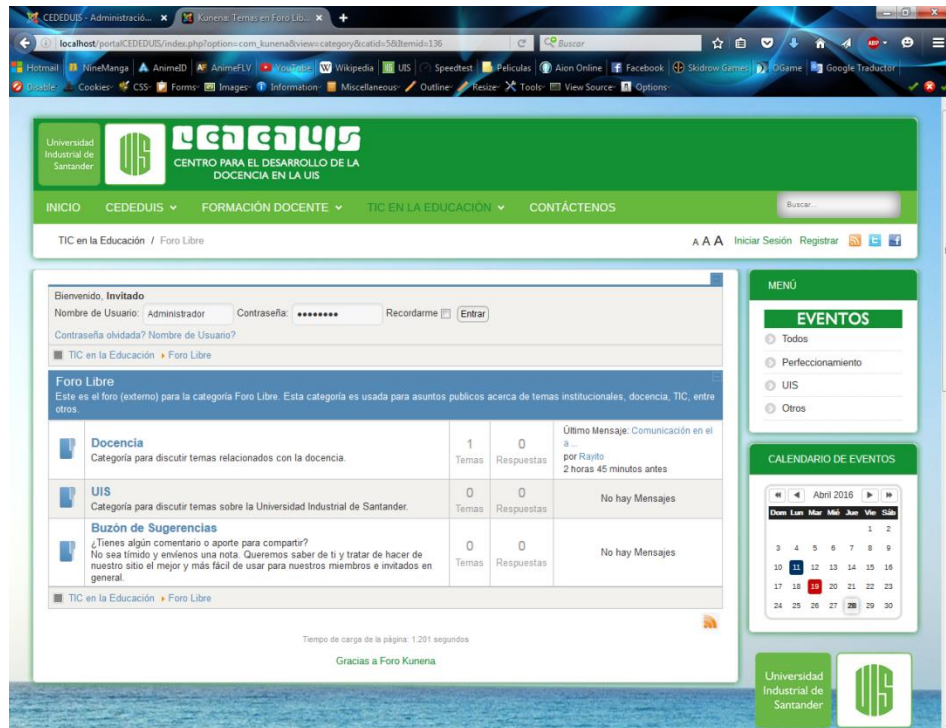 CEDEDUIS - Administració...
Kunena: Temas en Foro Lib...
localhost/portalCEDEDUIS/index.php?option=com_kunena&view=category&catid=58&Itemid=136
Buscar
Hotmail NineManga AnimeID AnimeFLV YouTube Wikipedia UIS Speedtest Peliculas Aion Online Facebook Skidrow Games OGame Google Traductor
Disable Cookies CSS Forms Images Information Miscellaneous Outline Resize Tools View Source Options
Universidad
Industrial de
Santander
CEDEDUIS
CENTRO PARA EL DESARROLLO DE LA
DOCENCIA EN LA UIS
INICIO CEDEDUIS FORMACIÓN DOCENTE TIC EN LA EDUCACIÓN CONTÁCTENOS
Buscar...
TIC en la Educación / Foro Libre
A A A Iniciar Sesión Registrar
Bienvenido, Invitado
Nombre de Usuario: Administrador Contraseña: •••••••• Recordarme Entrar
Contraseña olvidada? Nombre de Usuario?
TIC en la Educación Foro Libre
Foro Libre
Este es el foro (externo) para la categoría Foro Libre. Esta categoría es usada para asuntos publicos acerca de temas institucionales, docencia, TIC, entre
otros.
Docencia
Categoría para discutir temas relacionados con la docencia.
1
Temas
0
Respuestas
Último Mensaje: Comunicación en el
a ...
por Rayito
2 horas 45 minutos antes
UIS
Categoría para discutir temas sobre la Universidad Industrial de Santander.
0
Temas
0
Respuestas
No hay Mensajes
Buzón de Sugerencias
¿Tienes algún comentario o aporte para compartir?
No sea tímido y envíenos una nota. Queremos saber de ti y tratar de hacer de
nuestro sitio el mejor y más fácil de usar para nuestros miembros e invitados en
general.
0
Temas
0
Respuestas
No hay Mensajes
TIC en la Educación Foro Libre
Tiempo de carga de la página: 1.201 segundos
Gracias a Foro Kunena
MENÚ
EVENTOS
Todos
Perfeccionamiento
UIS
Otros
CALENDARIO DE EVENTOS
Abril 2016
Dom Lun Mar Mié Jue Vie Sáb
1 2
3 4 5 6 7 8 9
10 11 12 13 14 15 16
17 18 19 20 21 22 23
24 25 26 27 28 29 30
Universidad
Industrial de
Santander